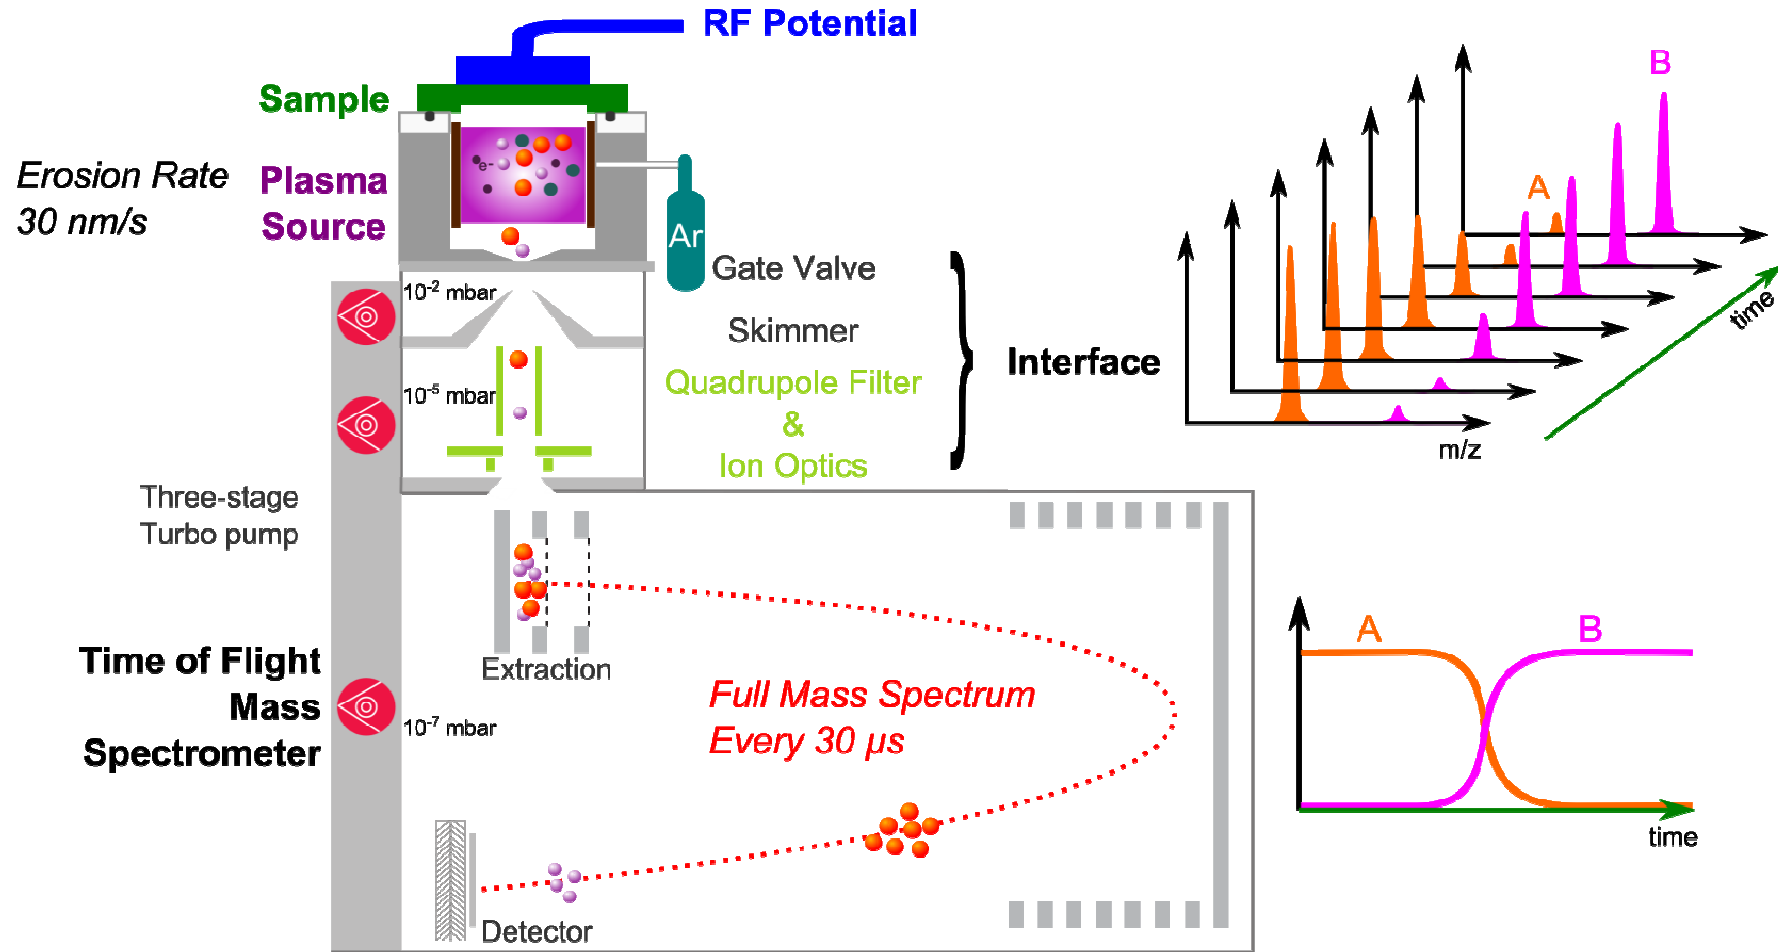 RF Potential
Sample
Erosion Rate
30 nm/s
Plasma
Source
e-
Ar
Gate Valve
Skimmer
Quadrupole Filter
&
Ion Optics
Interface
10-2 mbar
10-5 mbar
Three-stage
Turbo pump
Time of Flight
Mass
Spectrometer
10-7 mbar
Extraction
Full Mass Spectrum
Every 30 µs
Detector
B
A
time
m/z
A
B
time